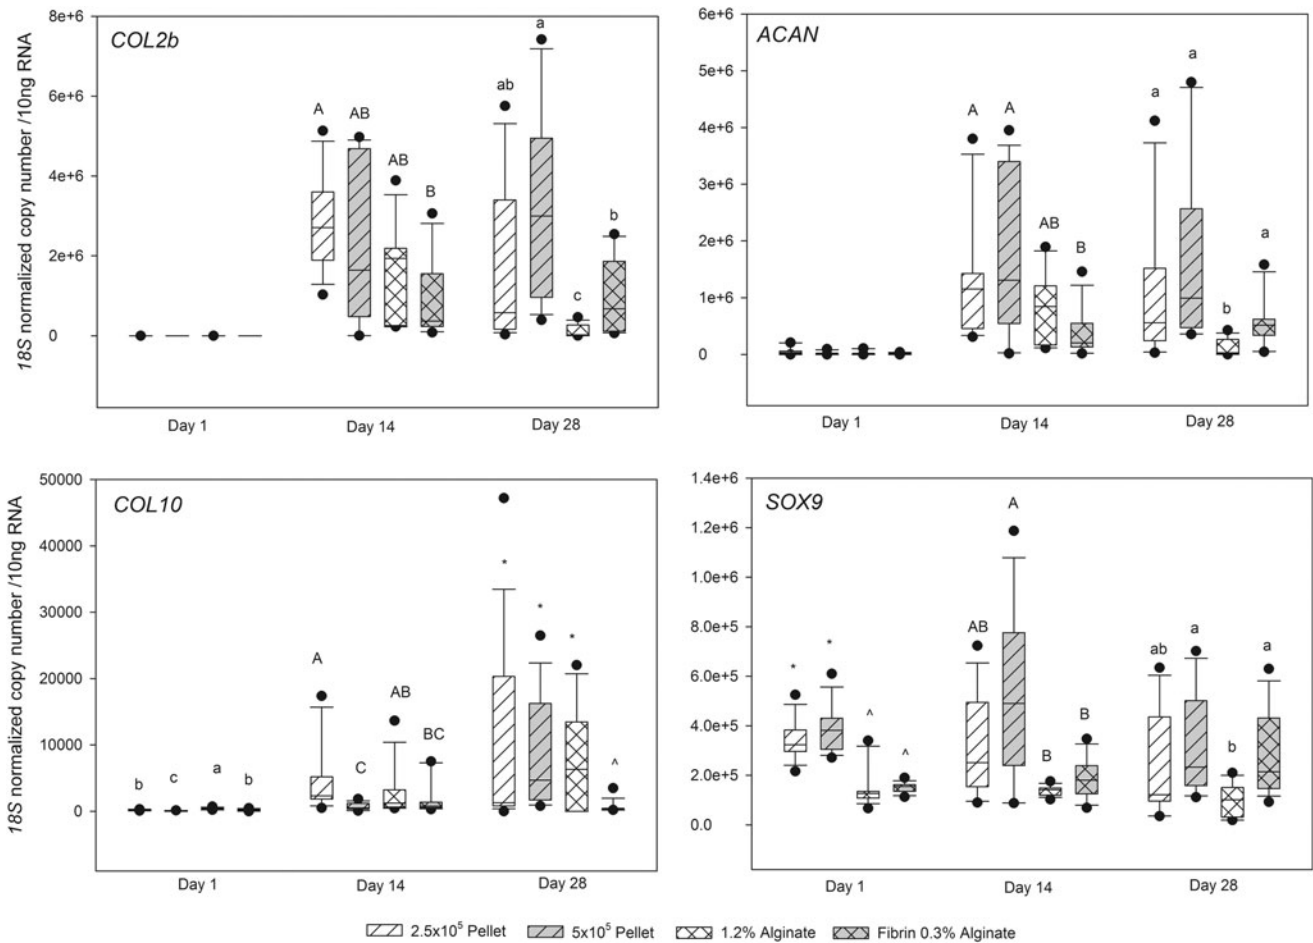 COL2b
18S normalized copy number /10ng RNA
8e+6
6e+6
4e+6
2e+6
0
A
AB
AB
B
ab
a
c
b
Day 1
Day 14
Day 28
ACAN
6e+6
5e+6
4e+6
3e+6
2e+6
1e+6
0
A
A
AB
B
a
a
b
a
Day 1
Day 14
Day 28
COL10
18S normalized copy number /10ng RNA
50000
40000
30000
20000
10000
0
b
c
a
b
A
C
AB
BC
*
*
*
^
Day 1
Day 14
Day 28
SOX9
1.4e+6
1.2e+6
1.0e+6
8.0e+5
6.0e+5
4.0e+5
2.0e+5
0.0
*
*
^
^
AB
A
B
B
ab
a
b
a
Day 1
Day 14
Day 28
2.5x10⁵ Pellet
5x10⁵ Pellet
1.2% Alginate
Fibrin 0.3% Alginate